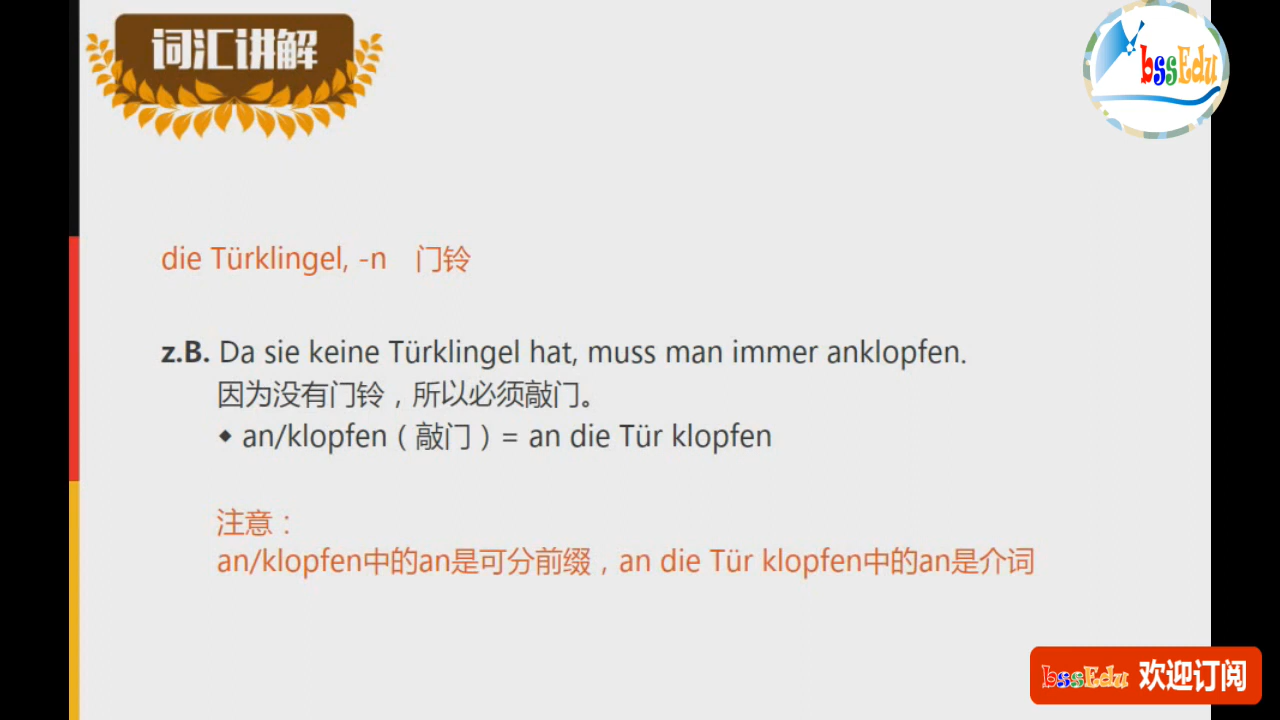 词汇讲解
bssEdu
die Türklingel, -n 门铃
z.B. Da sie keine Türklingel hat, muss man immer anklopfen.
因为没有门铃，所以必须敲门。
◆ an/klopfen（敲门）= an die Tür klopfen
注意：
an/klopfen中的an是可分前缀，an die Tür klopfen中的an是介词
bssEdu 欢迎订阅